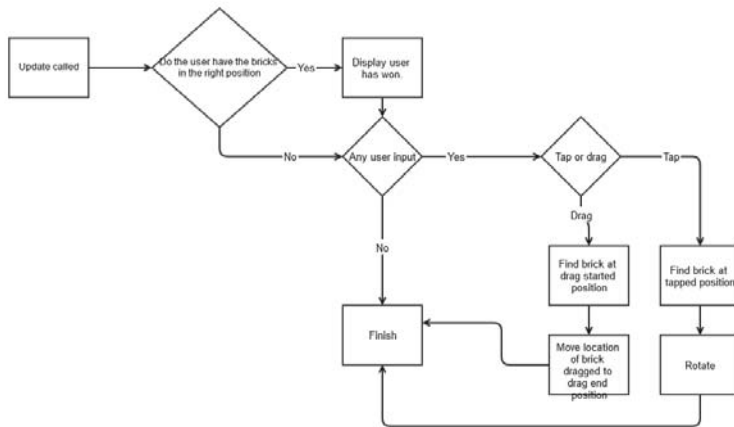 Update called
Do the user have the bricks
in the right position
Yes
Display user
has won.
No
Any user input
Yes
Tap or drag
Tap
Drag
No
Find brick at
drag started
position
Find brick at
tapped position
Finish
Move location
of brick
dragged to
drag end
position
Rotate